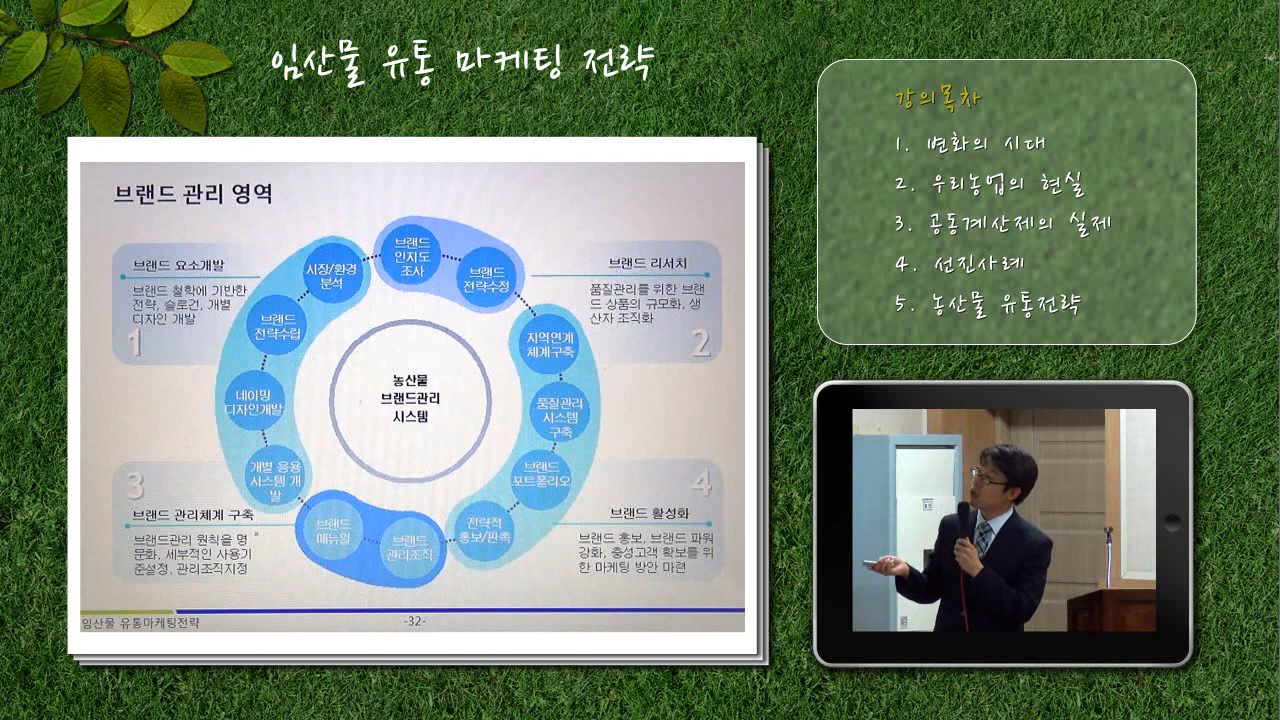 임산물 유통 마케팅 전략
강의목차
1. 변화의 시대
2. 우리농업의 현실
3. 공동계산제의 실제
4. 선진사례
5. 농산물 유통전략
브랜드 관리 영역
브랜드 요소개발
브랜드 철학에 기반한
전략, 슬로건, 개별
디자인 개발
1
브랜드 리서치
품질관리를 위한 브랜
드 상품의 규모화, 생
산자 조직화
2
브랜드
인지도
조사
브랜드
전략수정
지역연계
체계구축
품질관리
시스템
구축
브랜드
포트폴리오
전략적
홍보/판촉
브랜드
관리조직
브랜드
매뉴얼
개별 응용
시스템 개
발
네이밍
디자인개발
브랜드
전략수립
시장/환경
분석
농산물
브랜드관리
시스템
3
브랜드 관리체계 구축
브랜드관리 원칙을 명
문화, 세부적인 사용기
준설정, 관리조직지정
4
브랜드 활성화
브랜드 홍보, 브랜드 파워
강화, 충성고객 확보를 위
한 마케팅 방안 마련
임산물 유통마케팅전략
-32-